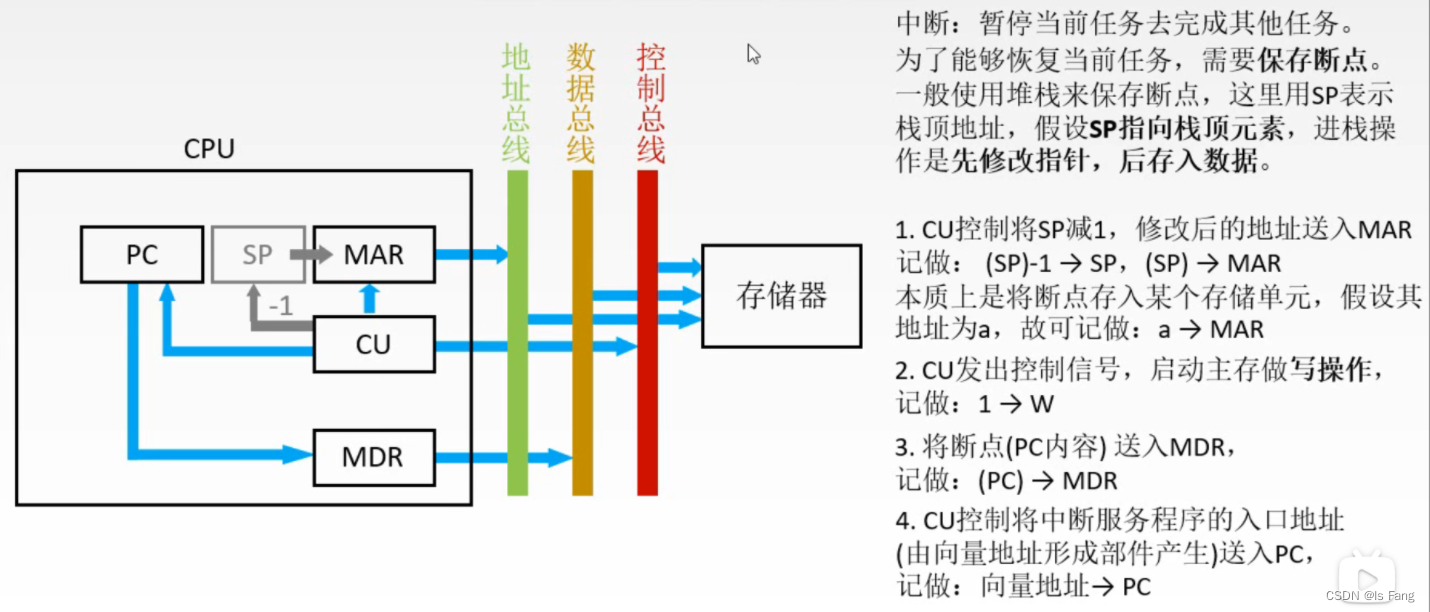 中断：暂停当前任务去完成其他任务。
为了能够恢复当前任务，需要保存断点。
一般使用堆栈来保存断点，这里用SP表示
栈顶地址，假设SP指向栈顶元素，进栈操
作是先修改指针，后存入数据。
地址总线
数据总线
控制总线
CPU
PC
SP
MAR
-1
CU
MDR
存储器
1. CU控制将SP减1，修改后的地址送入MAR
记做： (SP)-1 → SP，(SP) → MAR
本质上是将断点存入某个存储单元，假设其
地址为a，故可记做：a → MAR
2. CU发出控制信号，启动主存做写操作，
记做：1 → W
3. 将断点(PC内容) 送入MDR，
记做：(PC) → MDR
4. CU控制将中断服务程序的入口地址
(由向量地址形成部件产生)送入PC，
记做：向量地址→ PC
CSDN @Is Fang